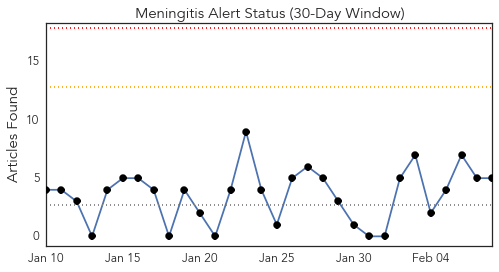 Meningitis Alert Status (30-Day Window)
Articles Found
15
10
5
0
Jan 10 Jan 15 Jan 20 Jan 25 Jan 30 Feb 04